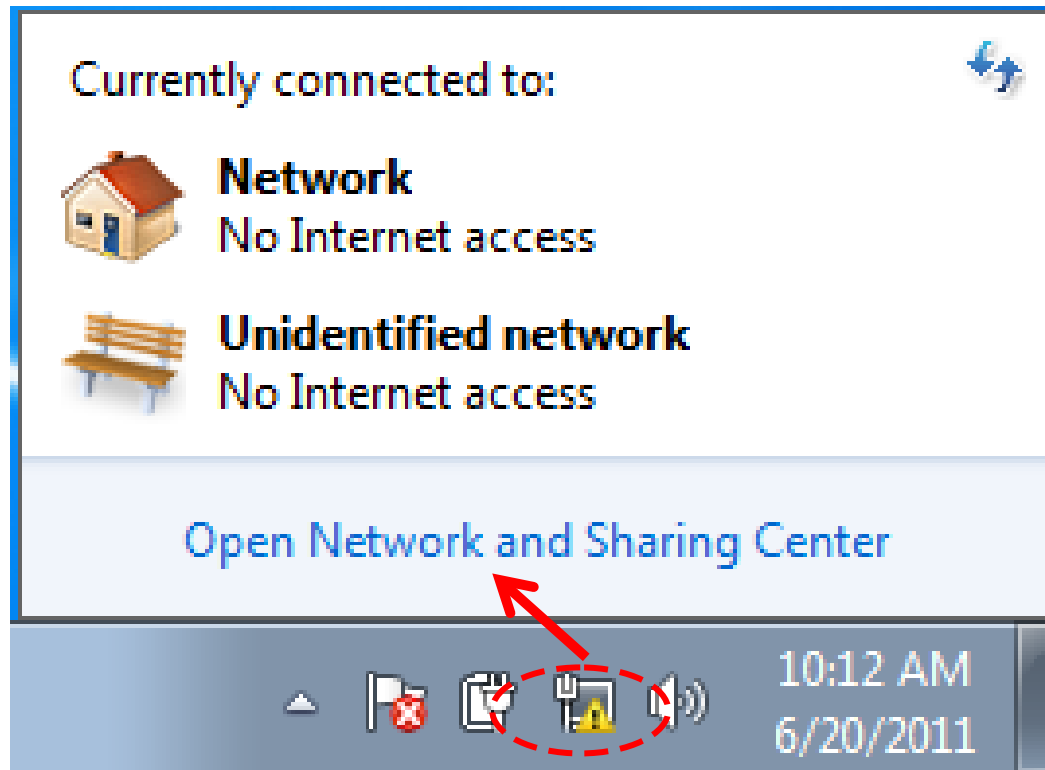 Currently connected to:
Network
No Internet access
Unidentified network
No Internet access
Open Network and Sharing Center
10:12 AM
6/20/2011